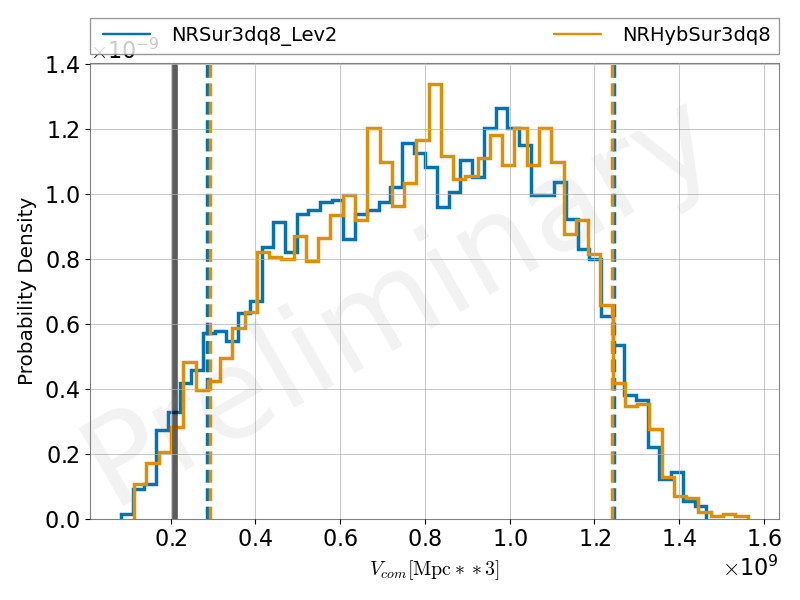 NRSur3dq8_Lev2 NRHybSur3dq8
×10⁻⁹
1.4
1.2
1.0
0.8
0.6
0.4
0.2
0.0
Probability Density
Preliminary
0.2 0.4 0.6 0.8 1.0 1.2 1.4 1.6
V_com[Mpc**3]
×10⁹